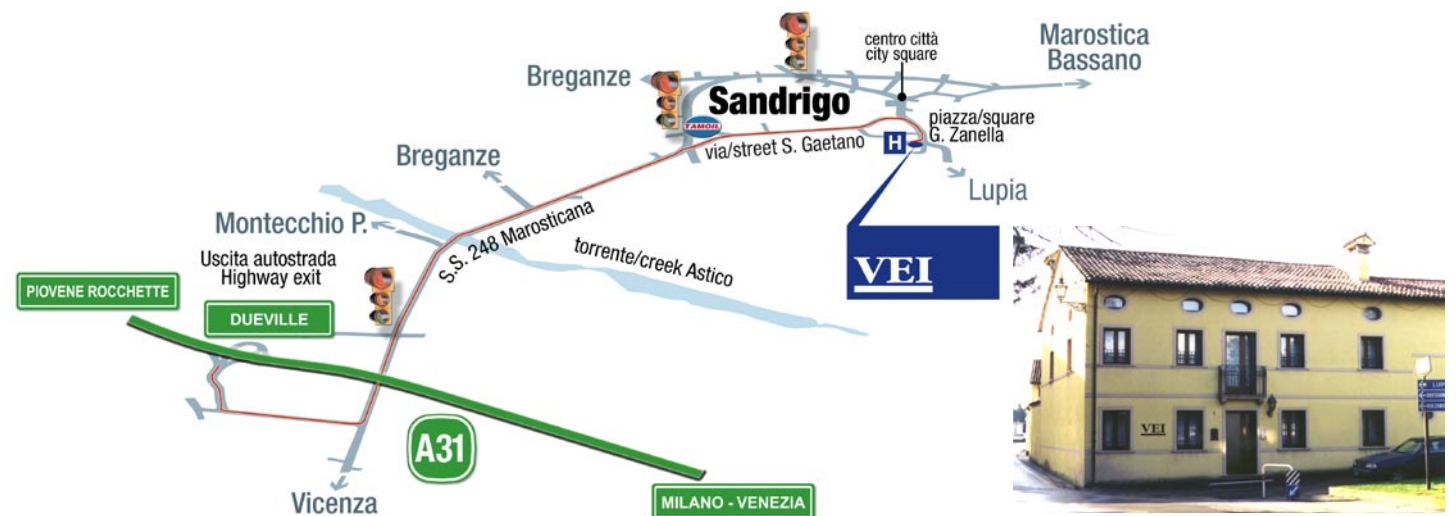 centro città
city square
Marostica
Bassano
Breganze
Sandrigo
TAMOIL
piazza/square
G. Zanella
via/street S. Gaetano
H
Breganze
Lupia
Montecchio P.
S.S. 248 Marosticana
Uscita autostrada
Highway exit
torrente/creek Astico
VEI
PIOVENE ROCCHETTE
DUEVILLE
A31
Vicenza
MILANO - VENEZIA
VEI